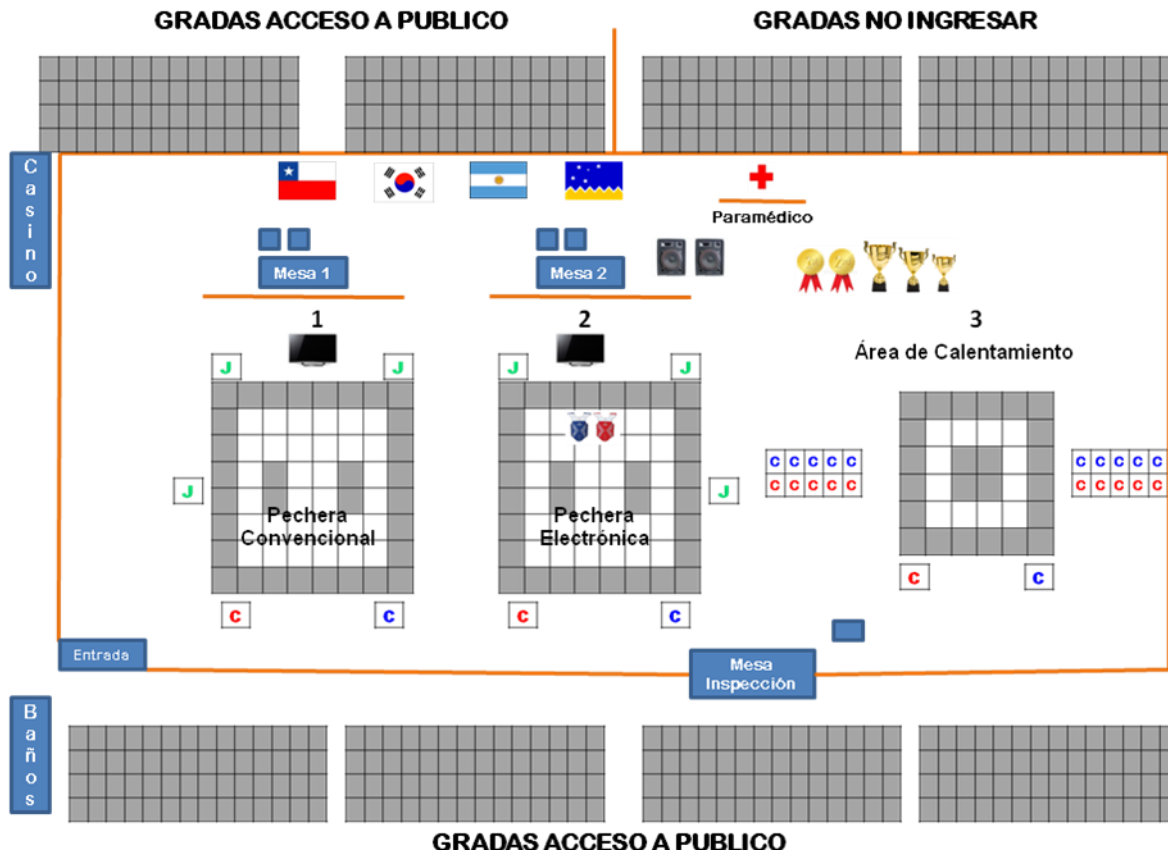 GRADAS ACCESO A PUBLICO
GRADAS NO INGRESAR
Casino
Paramédico
Mesa 1
Mesa 2
1
2
3
Área de Calentamiento
J
J
J
J
C C C C C
C C C C C
J
J
C C C C C
C C C C C
Pechera
Convencional
Pechera
Electrónica
C
C
C
C
C
C
Entrada
Mesa
Inspección
Baños
GRADAS ACCESO A PUBLICO